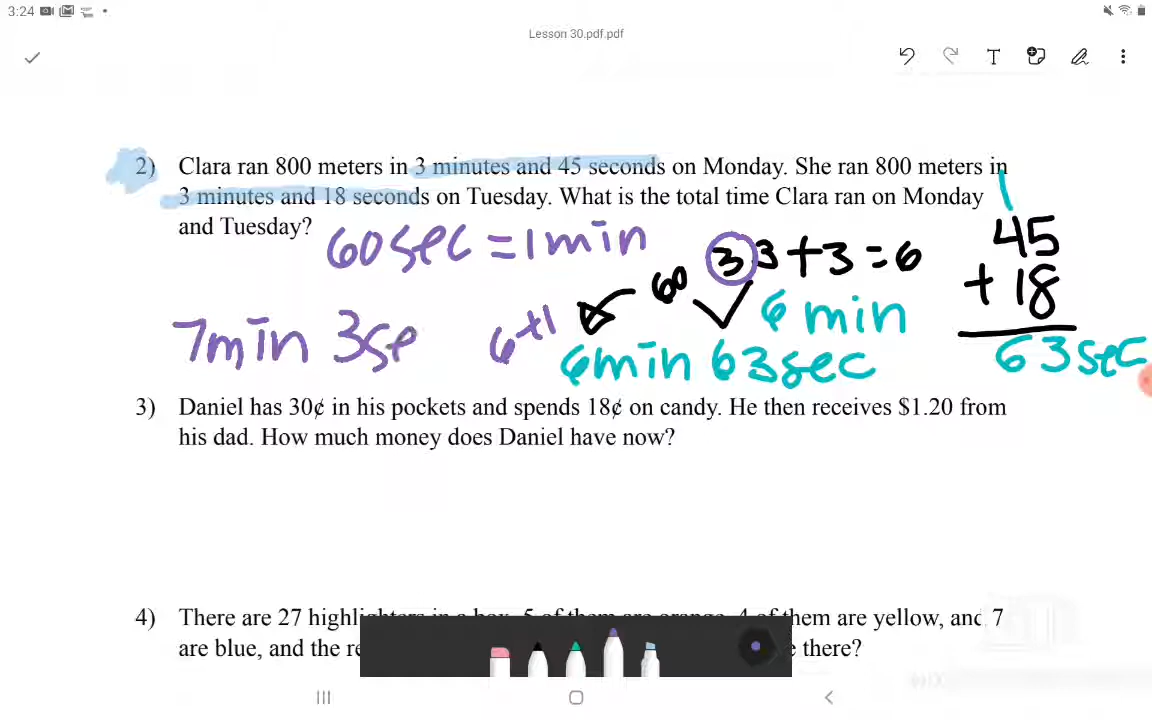 3:24
Lesson 30.pdf.pdf
2) Clara ran 800 meters in 3 minutes and 45 seconds on Monday. She ran 800 meters in
3 minutes and 18 seconds on Tuesday. What is the total time Clara ran on Monday
and Tuesday?
60sec = 1min
3 3+3=6
1
45
+ 18
63sec
60
6 min
7min 3se
6+1
6min 63sec
3) Daniel has 30¢ in his pockets and spends 18¢ on candy. He then receives $1.20 from
his dad. How much money does Daniel have now?
4) There are 27 highlighters in a box. 5 of them are orange, 4 of them are yellow, and 7
are blue, and the re there?